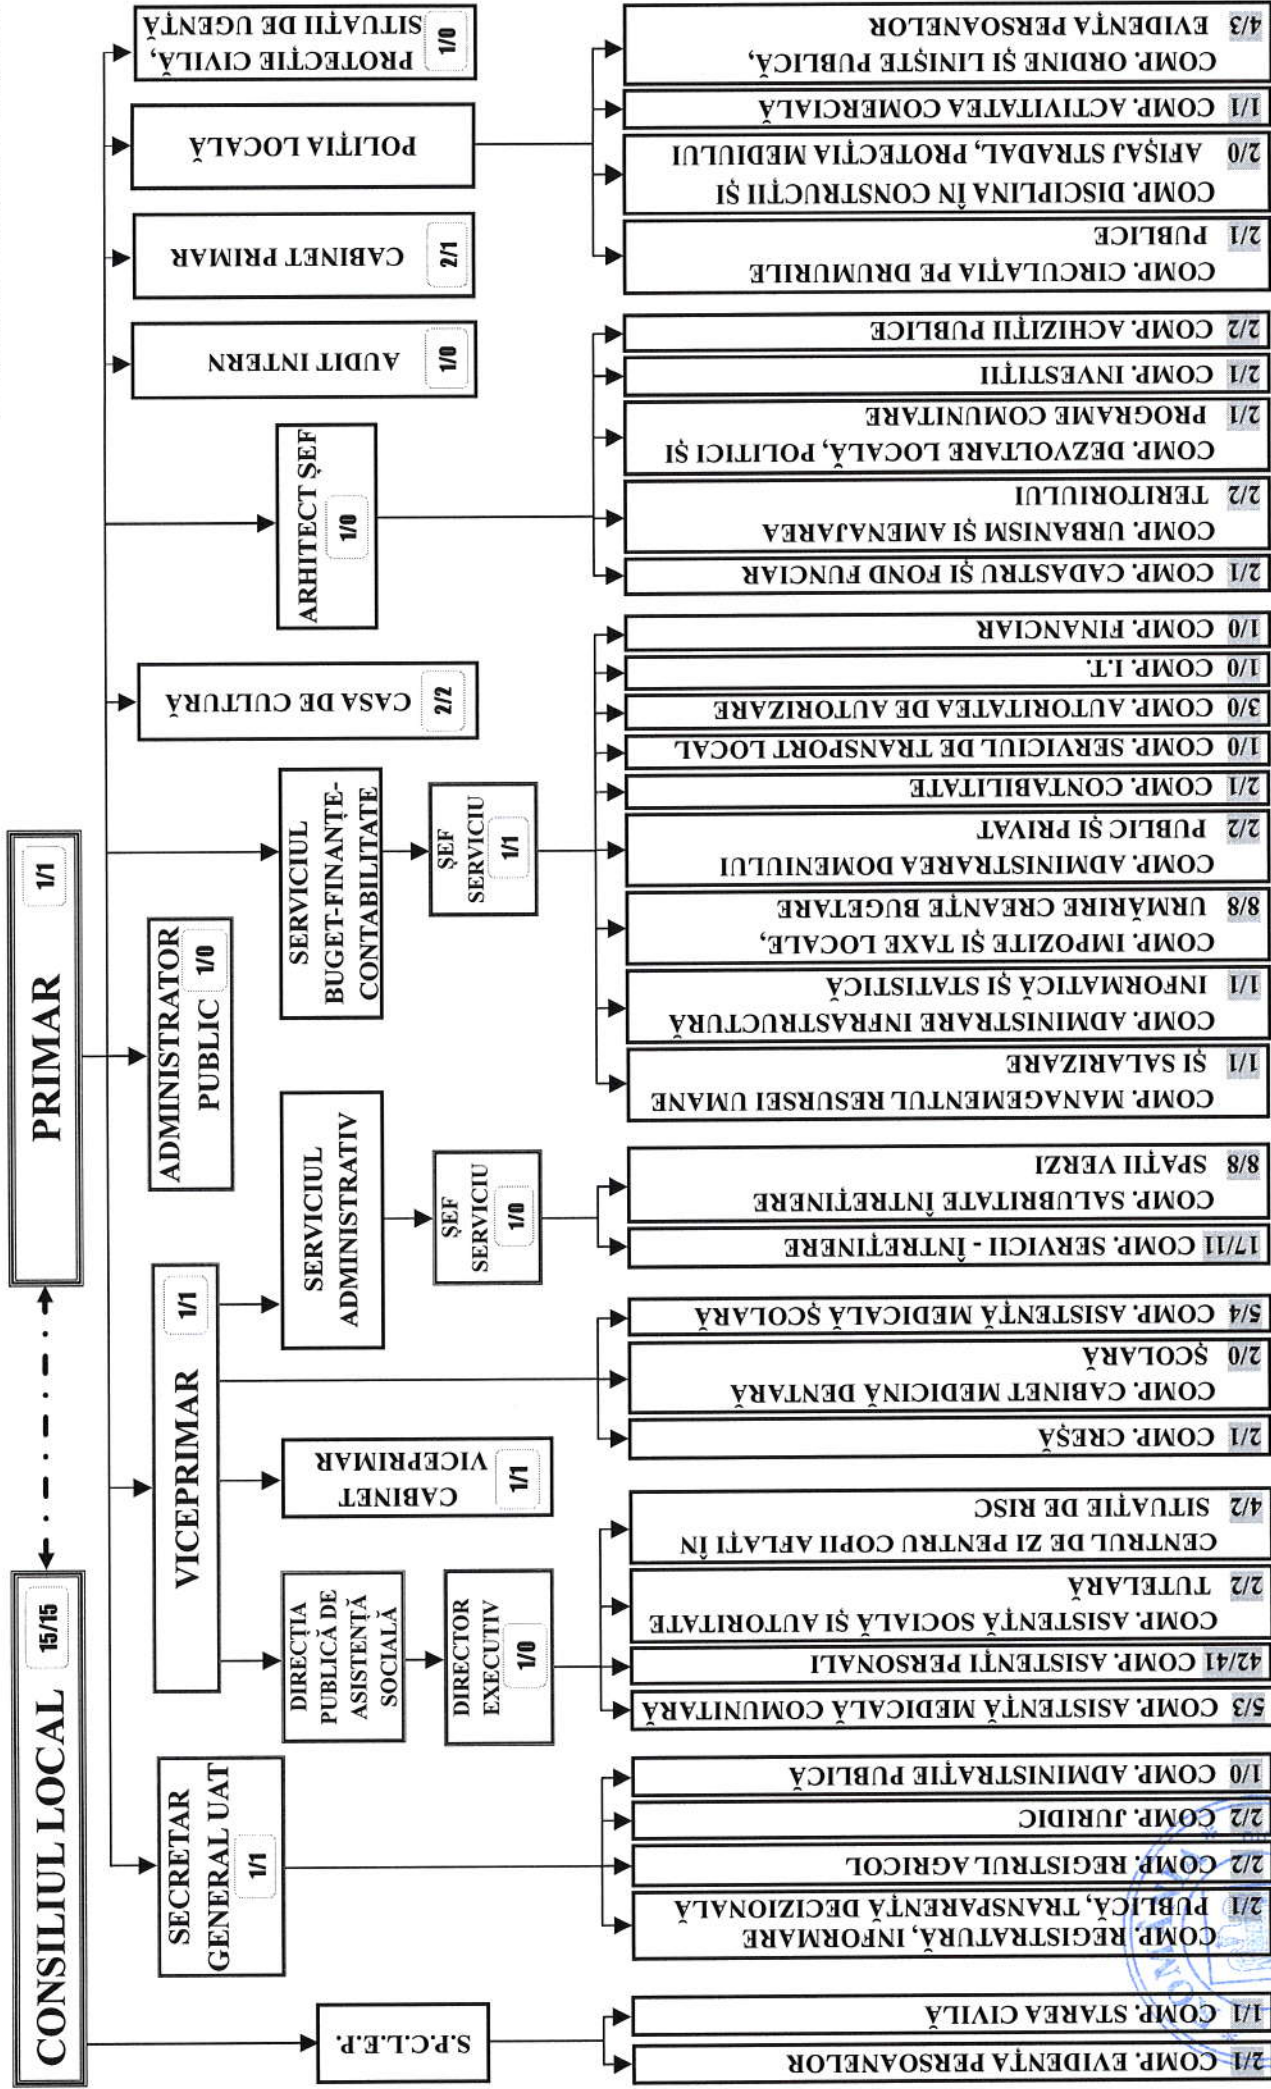 CONSILIUL LOCAL
15/15
PRIMAR
1/1
S.P.C.L.E.P.
2/1 COMP. EVIDENȚA PERSOANELOR
1/1 COMP. STAREA CIVILĂ
SECRETAR
GENERAL UAT
1/1
COMP. REGISTRATURĂ, INFORMARE
2/1 PUBLICĂ, TRANSPARENȚĂ DECIZIONALĂ
2/2 COMP. REGISTRUL AGRICOL
2/2 COMP. JURIDIC
1/0 COMP. ADMINISTRAȚIE PUBLICĂ
VICEPRIMAR
1/1
DIRECȚIA
PUBLICĂ DE
ASISTENȚĂ
SOCIALĂ
DIRECTOR
EXECUTIV
1/0
5/3 COMP. ASISTENȚĂ MEDICALĂ COMUNITARĂ
42/41 COMP. ASISTENȚI PERSONALI
COMP. ASISTENȚĂ SOCIALĂ ȘI AUTORITATE
2/2 TUTELARĂ
CENTRUL DE ZI PENTRU COPII AFLAȚI ÎN
4/2 SITUAȚIE DE RISC
CABINET
VICEPRIMAR
1/1
2/1 COMP. CREȘĂ
COMP. CABINET MEDICINĂ DENTARĂ
2/0 ȘCOLARĂ
5/4 COMP. ASISTENȚĂ MEDICALĂ ȘCOLARĂ
SERVICIUL
ADMINISTRATIV
ȘEF
SERVICIU
1/0
17/11 COMP. SERVICII - ÎNTREȚINERE
COMP. SALUBRITATE ÎNTREȚINERE
8/8 SPAȚII VERZI
ADMINISTRATOR
PUBLIC 1/0
SERVICIUL
BUGET-FINANȚE-
CONTABILITATE
ȘEF
SERVICIU
1/1
COMP. MANAGEMENTUL RESURSEI UMANE
1/1 ȘI SALARIZARE
COMP. ADMINISTRARE INFRASTRUCTURĂ
1/1 INFORMATICĂ ȘI STATISTICĂ
COMP. IMPOZITE ȘI TAXE LOCALE,
8/8 URMĂRIRE CREANȚE BUGETARE
COMP. ADMINISTRAREA DOMENIULUI
2/2 PUBLIC ȘI PRIVAT
2/1 COMP. CONTABILITATE
1/0 COMP. SERVICIUL DE TRANSPORT LOCAL
3/0 COMP. AUTORITATEA DE AUTORIZARE
1/0 COMP. I.T.
1/0 COMP. FINANCIAR
CASA DE CULTURĂ
2/2
ARHITECT ȘEF
1/0
2/1 COMP. CADASTRU ȘI FOND FUNCIAR
COMP. URBANISM ȘI AMENAJAREA
2/2 TERITORIULUI
COMP. DEZVOLTARE LOCALĂ, POLITICI ȘI
2/1 PROGRAME COMUNITARE
2/1 COMP. INVESTIȚII
2/2 COMP. ACHIZIȚII PUBLICE
AUDIT INTERN
1/0
CABINET PRIMAR
2/1
POLIȚIA LOCALĂ
COMP. CIRCULAȚIA PE DRUMURILE
2/1 PUBLICE
COMP. DISCIPLINA ÎN CONSTRUCȚII ȘI
2/0 AFIȘAJ STRADAL, PROTECȚIA MEDIULUI
1/1 COMP. ACTIVITATEA COMERCIALĂ
COMP. ORDINE ȘI LINIȘTE PUBLICĂ,
4/3 EVIDENȚA PERSOANELOR
PROTECȚIE CIVILĂ,
SITUAȚII DE UGENȚĂ
1/0